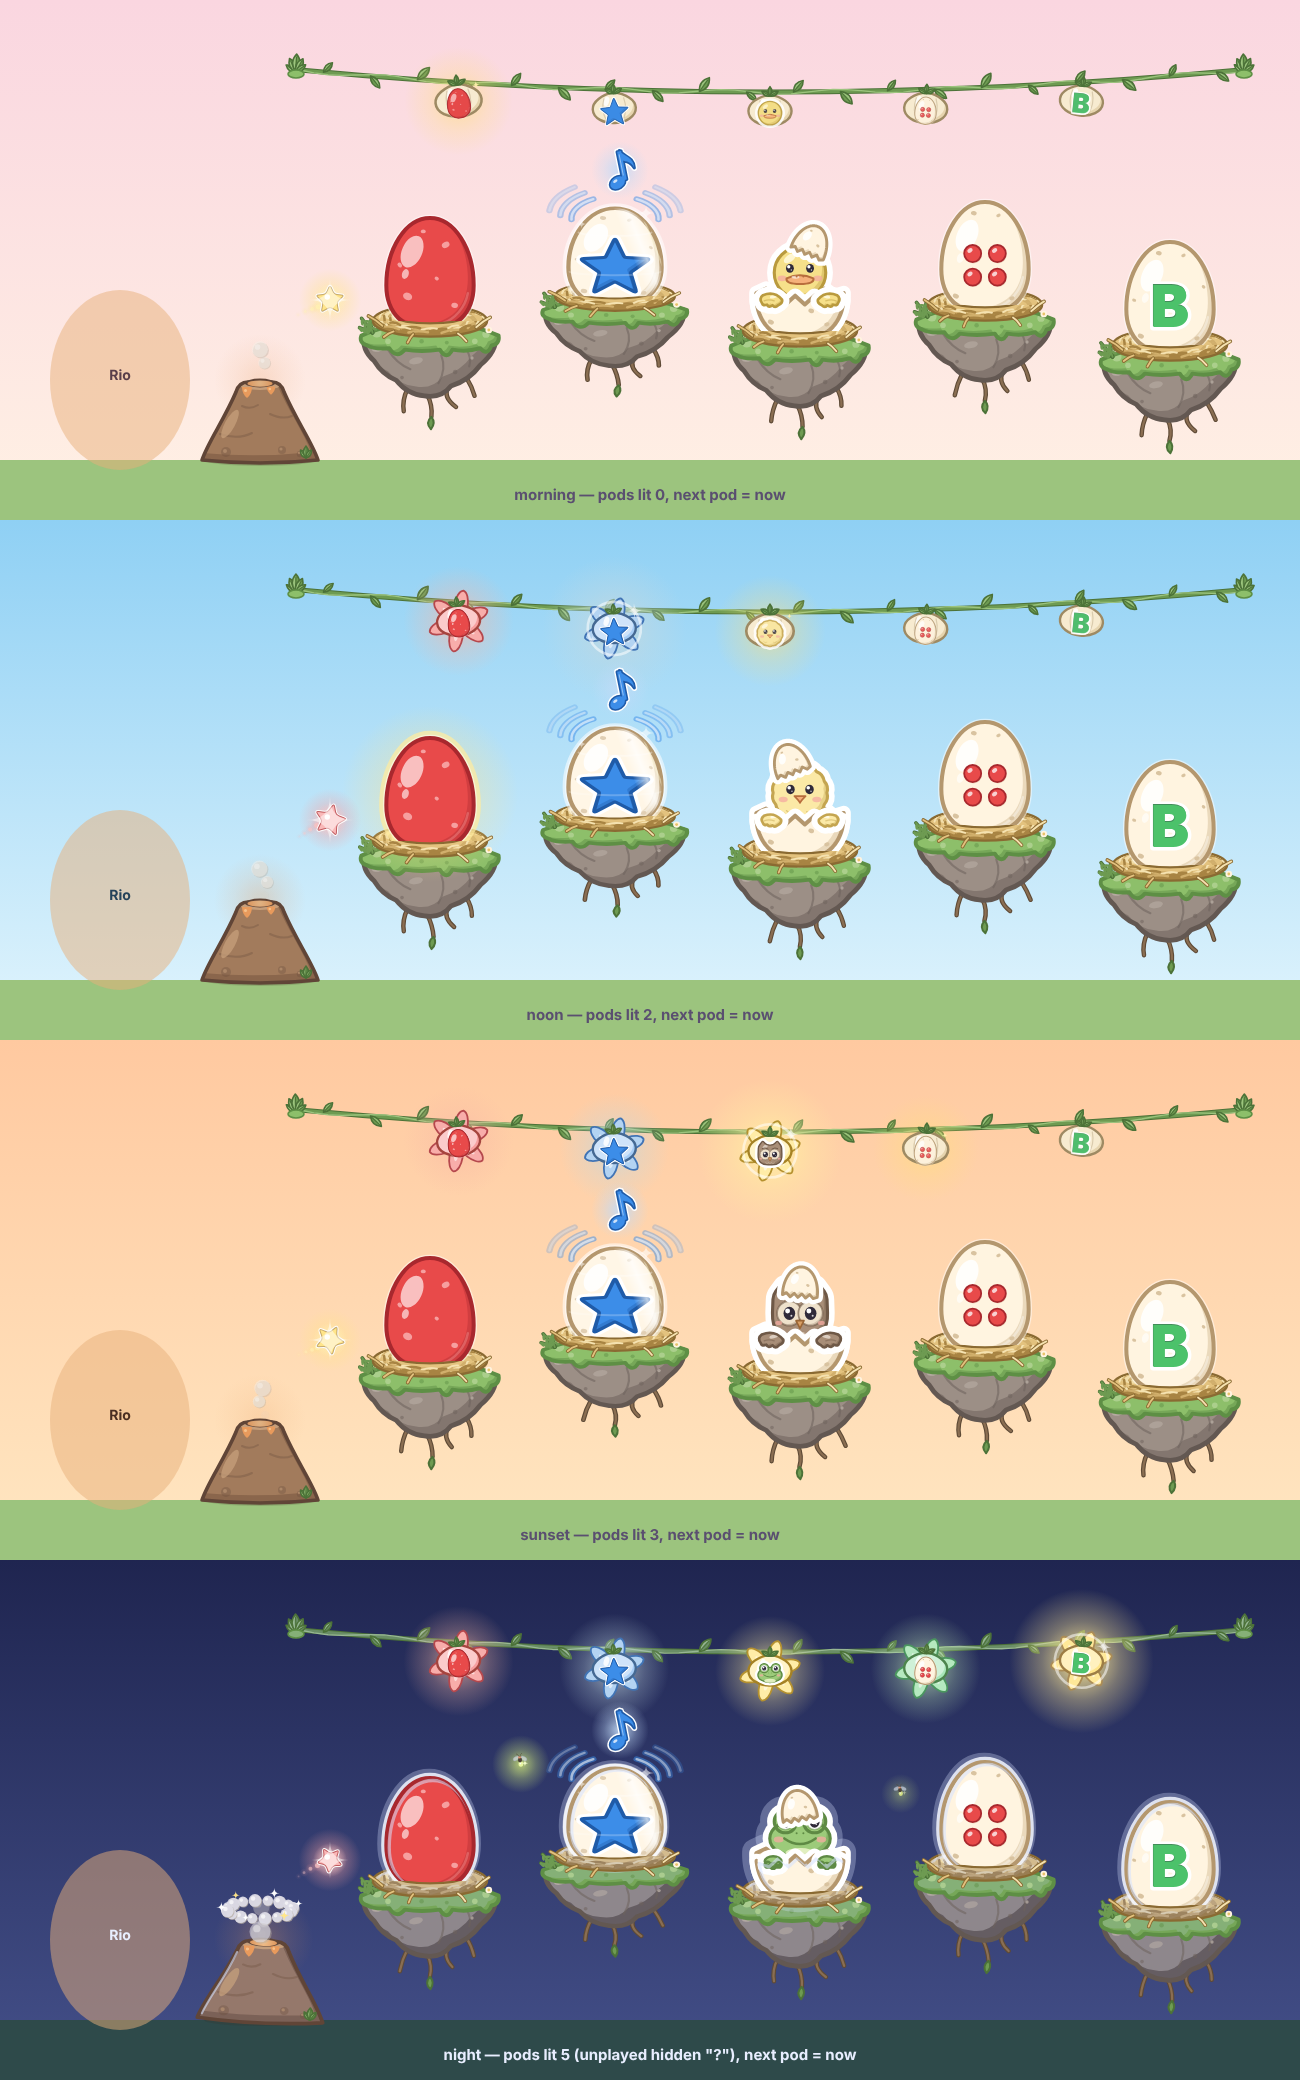 B
Rio
B
morning — pods lit 0, next pod = now
B
Rio
B
noon — pods lit 2, next pod = now
B
Rio
B
sunset — pods lit 3, next pod = now
B
Rio
B
night — pods lit 5 (unplayed hidden "?"), next pod = now